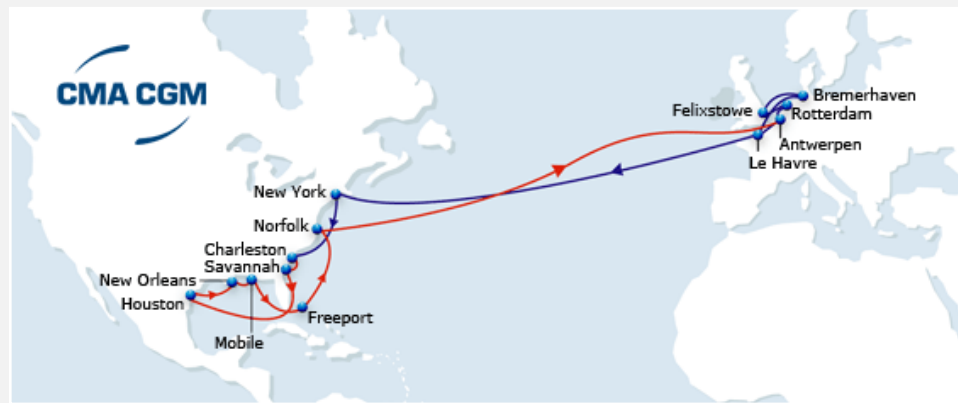 CMA CGM
Bremerhaven
Felixstowe
Rotterdam
Antwerpen
Le Havre
New York
Norfolk
Charleston
Savannah
New Orleans
Houston
Freeport
Mobile